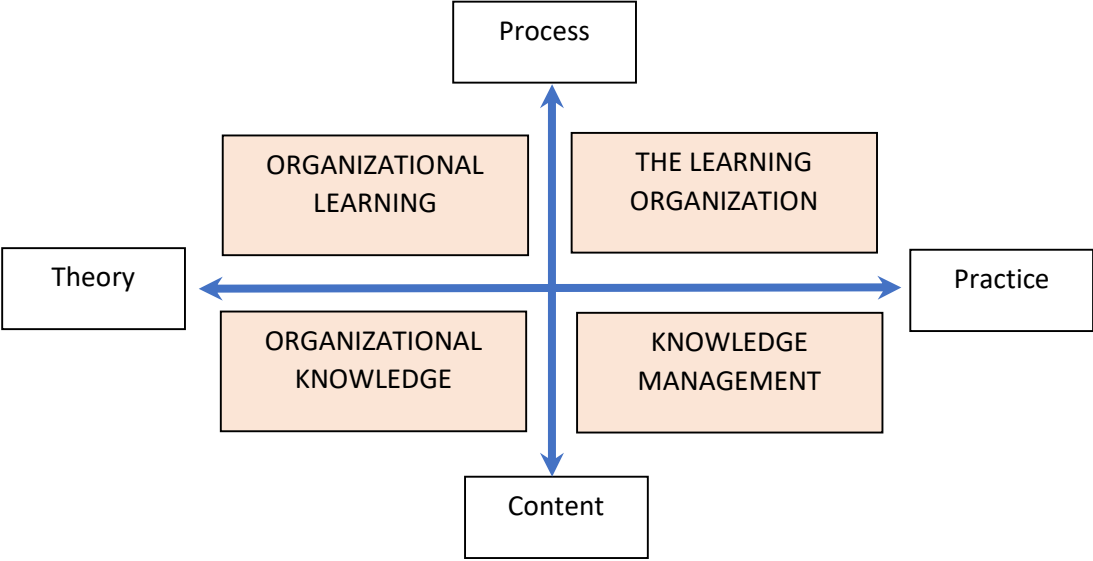 Process
ORGANIZATIONAL
LEARNING
THE LEARNING
ORGANIZATION
Theory
Practice
ORGANIZATIONAL
KNOWLEDGE
KNOWLEDGE
MANAGEMENT
Content